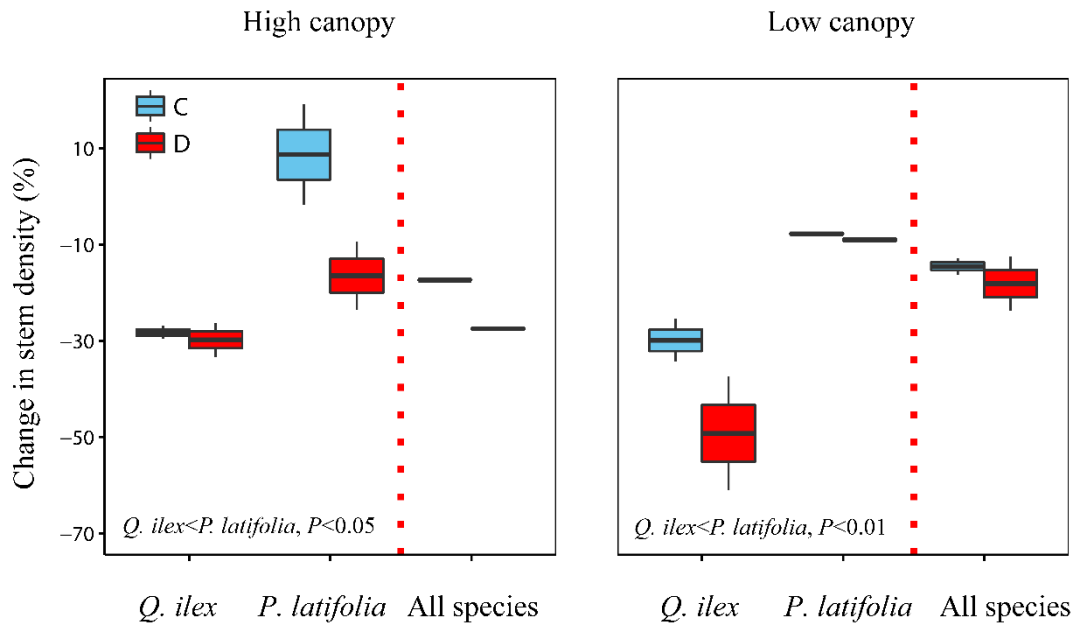 High canopy
Low canopy
Change in stem density (%)
10
−10
−30
−50
−70
C
D
Q. ilex<P. latifolia, P<0.05
Q. ilex<P. latifolia, P<0.01
Q. ilex
P. latifolia
All species
Q. ilex
P. latifolia
All species